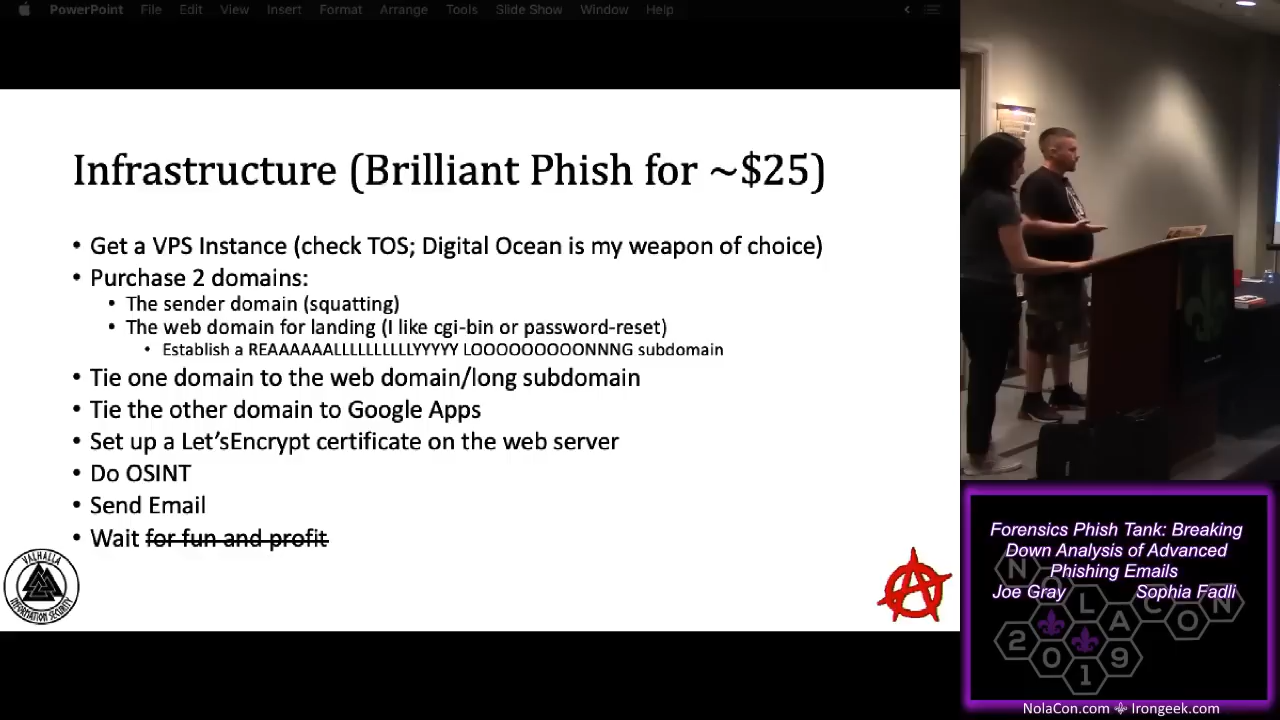 PowerPoint File Edit View Insert Format Arrange Tools Slide Show Window Help
Infrastructure (Brilliant Phish for ~$25)
• Get a VPS Instance (check TOS; Digital Ocean is my weapon of choice)
• Purchase 2 domains:
• The sender domain (squatting)
• The web domain for landing (I like cgi-bin or password-reset)
• Establish a REAAAAAALLLLLLLLLLYYYYY LOOOOOOOOONNNG subdomain
• Tie one domain to the web domain/long subdomain
• Tie the other domain to Google Apps
• Set up a Let'sEncrypt certificate on the web server
• Do OSINT
• Send Email
• Wait for fun and profit
VALHALLA
INFORMATION SECURITY
Forensics Phish Tank: Breaking
Down Analysis of Advanced
Phishing Emails
Joe Gray Sophia Fadli
NOLACON
2019
NolaCon.com Irongeek.com